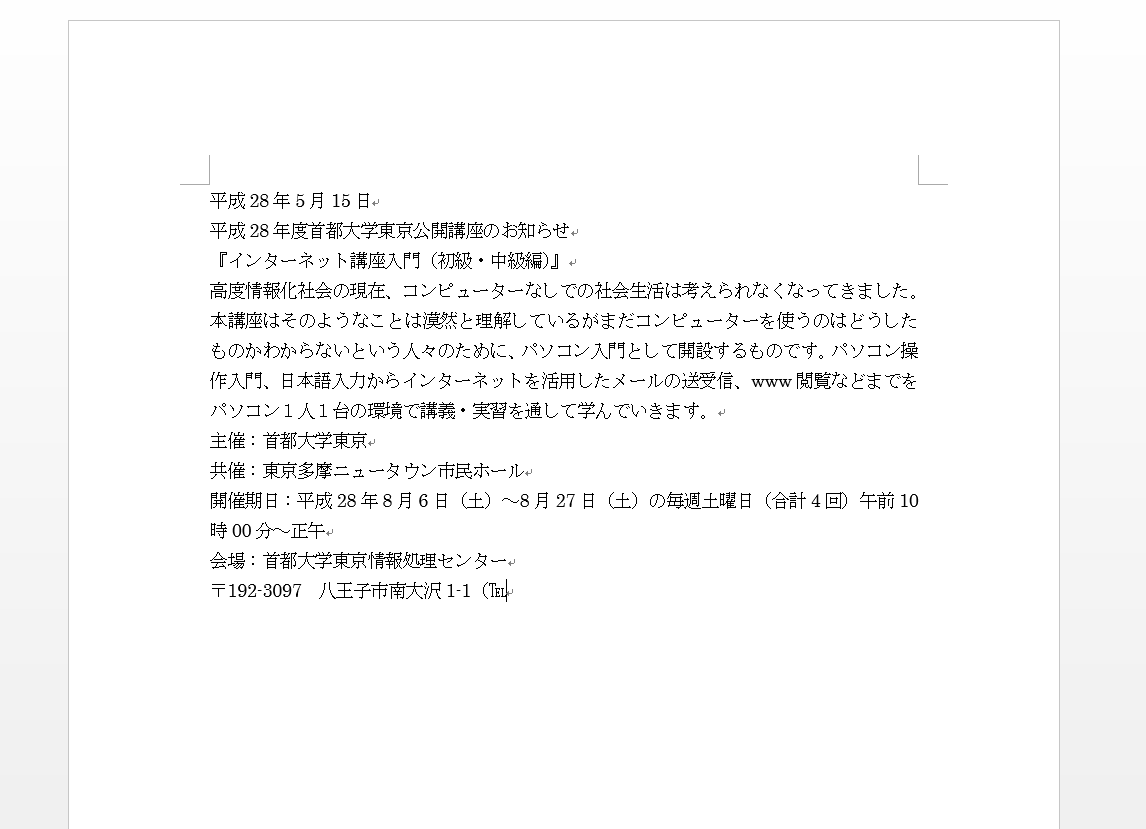 平成 28 年 5 月 15 日
平成 28 年度首都大学東京公開講座のお知らせ
『インターネット講座入門（初級・中級編）』
高度情報化社会の現在、コンピューターなしでの社会生活は考えられなくなってきました。
本講座はそのようなことは漠然と理解しているがまだコンピューターを使うのはどうした
ものかわからないという人々のために、パソコン入門として開設するものです。パソコン操
作入門、日本語入力からインターネットを活用したメールの送受信、www 閲覧などまでを
パソコン１人１台の環境で講義・実習を通して学んでいきます。
主催：首都大学東京
共催：東京多摩ニュータウン市民ホール
開催期日：平成 28 年 8 月 6 日（土）～8 月 27 日（土）の毎週土曜日（合計 4 回）午前 10
時 00 分～正午
会場：首都大学東京情報処理センター
〒192-3097　八王子市南大沢 1-1（℡